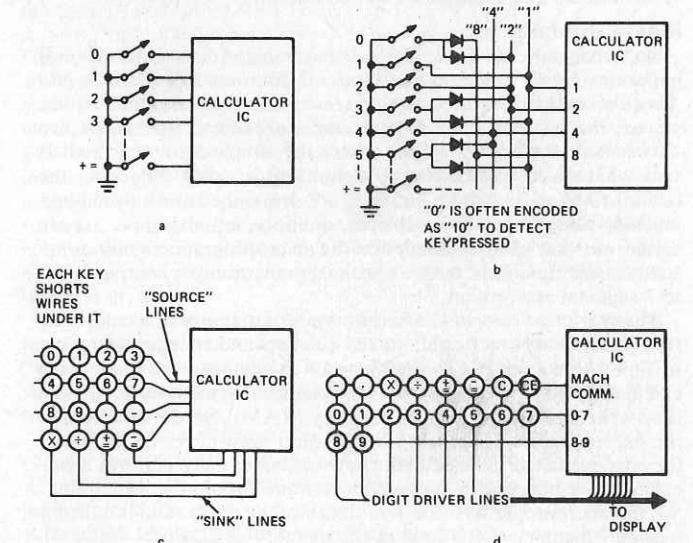 0
1
2
3
+ =
CALCULATOR
IC
a
"8" "4" "2" "1"
0
1
2
3
4
5
+ =
CALCULATOR
IC
1
2
4
8
"0" IS OFTEN ENCODED
AS "10" TO DETECT
KEYPRESSED
b
EACH KEY
SHORTS
WIRES
UNDER IT
"SOURCE"
LINES
0 1 2 3
4 5 6 7
8 9 . -
X ÷ ± =
CALCULATOR
IC
"SINK" LINES
c
CALCULATOR
IC
MACH
COMM.
0-7
8-9
- . X ÷ ± = C CE
0 1 2 3 4 5 6 7
8 9
DIGIT DRIVER LINES
TO
DISPLAY
d